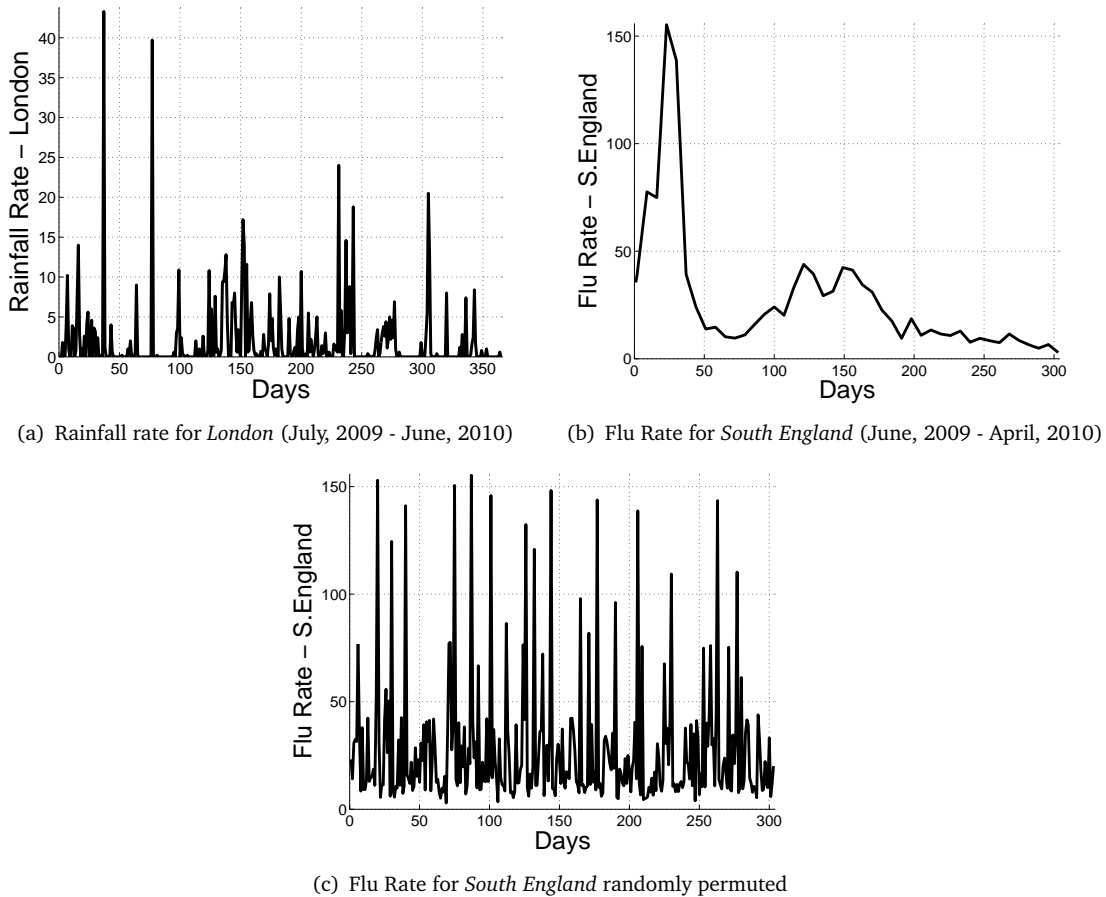 Rainfall Rate – London
40
35
30
25
20
15
10
5
0
0 50 100 150 200 250 300 350
Days
(a) Rainfall rate for London (July, 2009 - June, 2010)
Flu Rate – S.England
150
100
50
0
0 50 100 150 200 250 300
Days
(b) Flu Rate for South England (June, 2009 - April, 2010)
Flu Rate – S.England
150
100
50
0
0 50 100 150 200 250 300
Days
(c) Flu Rate for South England randomly permuted